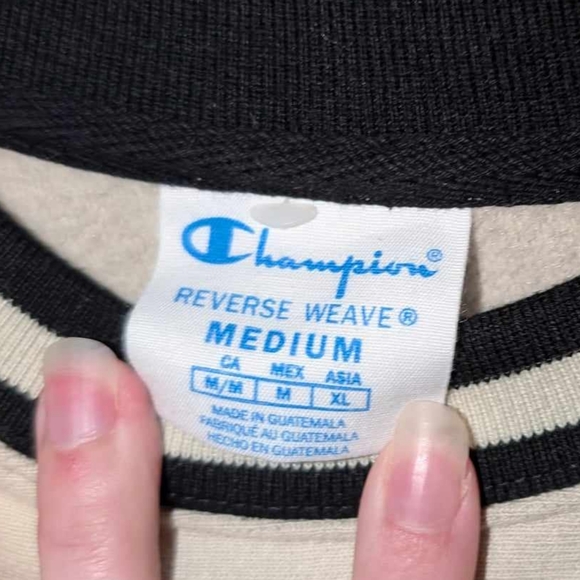 Champion®
REVERSE WEAVE®
MEDIUM
CA MEX ASIA
M/M M XL
MADE IN GUATEMALA
FABRIQUÉ AU GUATEMALA
HECHO EN GUATEMALA